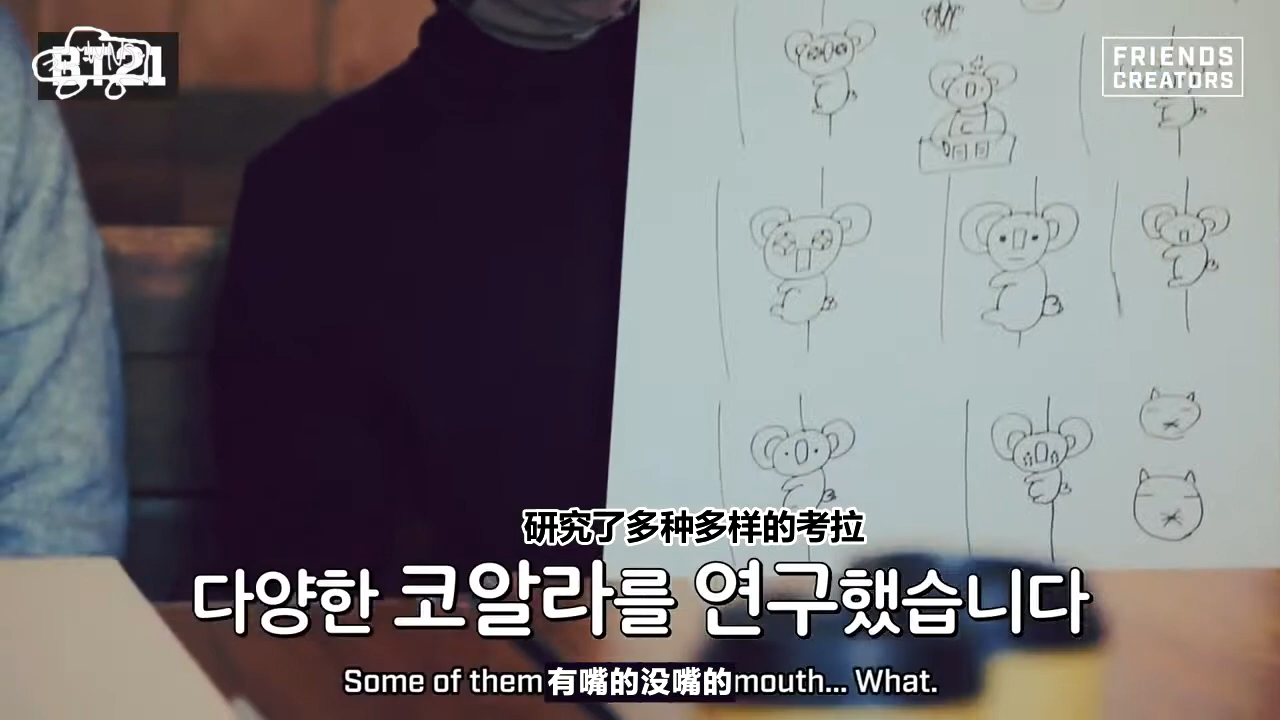 BT21
FRIENDS
CREATORS
研究了多种多样的考拉
다양한 코알라를 연구했습니다
Some of them
有嘴的没嘴的
mouth... What.